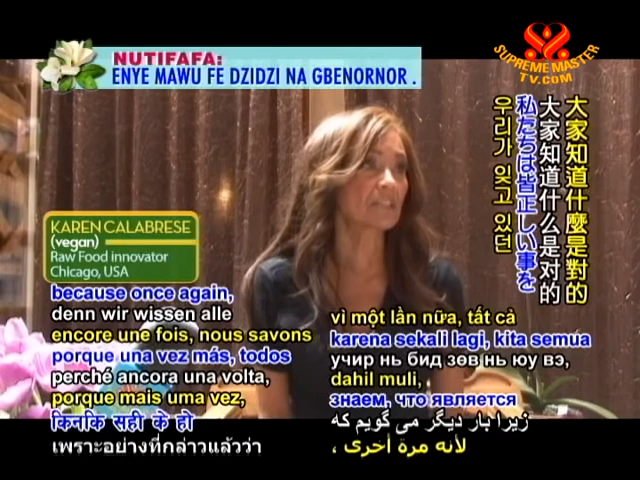 NUTIFAFA:
ENYE MAWU FE DZIDZI NA GBENORNOR .
SUPREME MASTER
TV.COM
大家知道什麼是對的
大家知道什么是对的
私たちは皆正しい事を
우리가 잊고 있던
KAREN CALABRESE
(vegan)
Raw Food innovator
Chicago, USA
because once again,
denn wir wissen alle
encore une fois, nous savons
porque una vez más, todos
perché ancora una volta,
porque mais uma vez,
किनकि सही के हो
เพราะอย่างที่กล่าวแล้วว่า
vì một lần nữa, tất cả
karena sekali lagi, kita semua
учир нь бид зөв нь юу вэ,
dahil muli,
знаем, что является
زیرا بار دیگر می گویم که
لأنه مرة أخرى ،